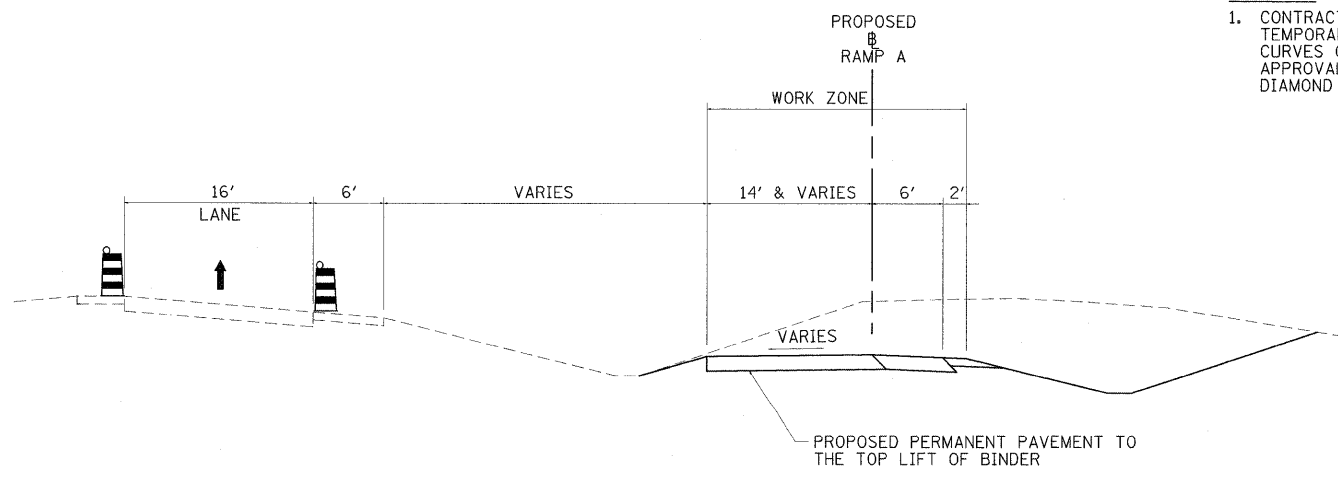 PROPOSED
RAMP A
WORK ZONE
1. CONTRACT
TEMPORAR
CURVES
APPROVAL
DIAMOND
16'
6'
VARIES
14' & VARIES
6'
2'
LANE
VARIES
PROPOSED PERMANENT PAVEMENT TO
THE TOP LIFT OF BINDER